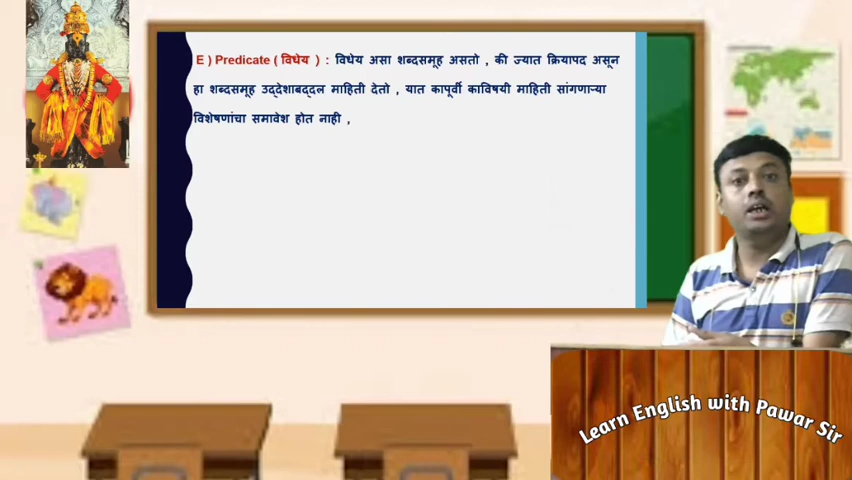 E ) Predicate ( विधेय ) : विधेय असा शब्दसमूह असतो , की ज्यात क्रियापद असून
हा शब्दसमूह उद्देशाबद्दल माहिती देतो , यात कापूर्वी काविषयी माहिती सांगणाऱ्या
विशेषणांचा समावेश होत नाही ,
Learn English with Pawar Sir